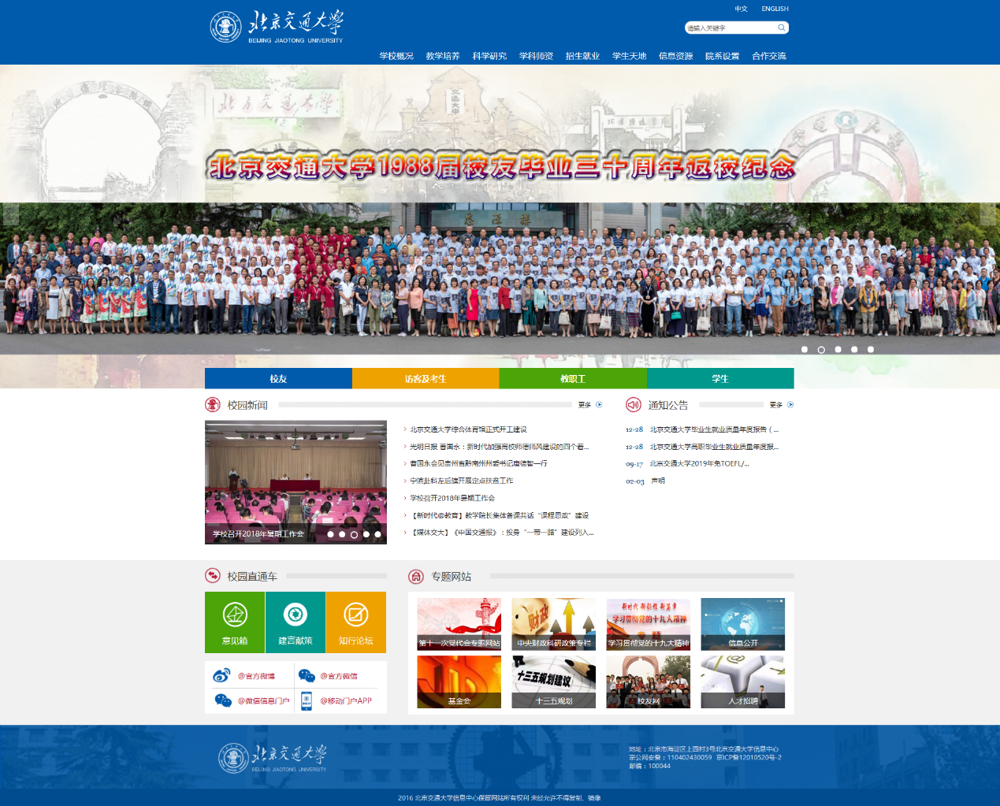 北京交通大学
BEIJING JIAOTONG UNIVERSITY
中文 ENGLISH
请输入关键字
学校概况 教学培养 科学研究 学科师资 招生就业 学生天地 信息资源 院系设置 合作交流
北方交通大学
交通大學
北京交通大学1988届校友毕业三十周年返校纪念
思源楼
校友 访客及考生 教职工 学生
校园新闻 更多
通知公告 更多
北京交通大学综合体育馆正式开工建设
光明日报 曹国永：新时代加强高校师德师风建设的四个着...
曹国永会见贵州省黔南州州委书记唐德智一行
宁滨赴科左后旗开展定点扶贫工作
学校召开2018年暑期工作会
【新时代@教育】教学院长集体备课共话“课程思政”建设
【媒体交大】《中国交通报》：投身“一带一路”建设列入...
学校召开2018年暑期工作会
12-28 北京交通大学毕业生就业质量年度报告（...
12-28 北京交通大学高职毕业生就业质量年度报...
09-17 北京交通大学2019年免TOEFL/...
02-03 声明
校园直通车
专题网站
意见箱 建言献策 知行论坛
@官方微博 @官方微信
@微信信息门户 @移动门户APP
第十一次党代会专题网站
财政
中央财政科研政策专栏
新时代 新征程 新篇章
学习贯彻党的十九大精神
专题
学习贯彻党的十九大精神
信息公开
基金会
十三五规划建议
十三五规划
校友网
人才招聘
北京交通大学
BEIJING JIAOTONG UNIVERSITY
地址：北京市海淀区上园村3号北京交通大学信息中心
京公网安备：110402430059 京ICP备12010520号-2
邮编：100044
2016 北京交通大学信息中心保留网站所有权利 未经允许不得复制、镜像